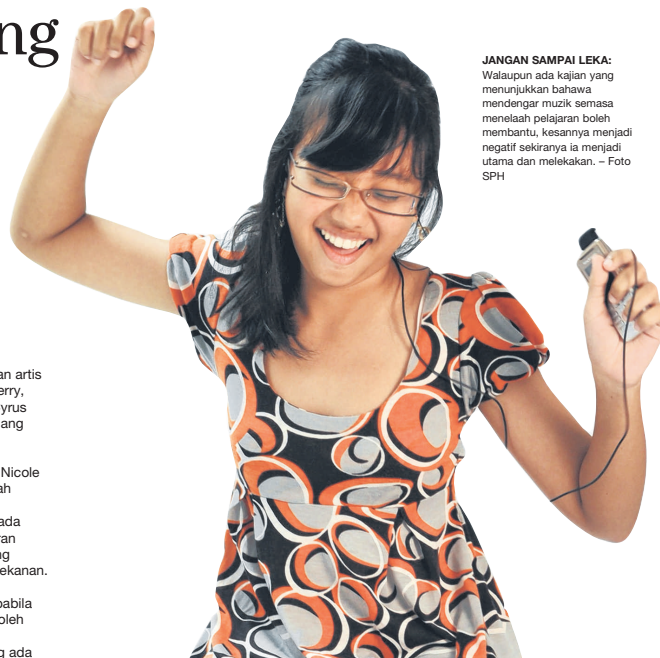 ng
JANGAN SAMPAI LEKA:
Walaupun ada kajian yang
menunjukkan bahawa
mendengar muzik semasa
menelaah pelajaran boleh
membantu, kesannya menjadi
negatif sekiranya ia menjadi
utama dan melekakan. – Foto
SPH
an artis
erry,
yrus
ang
Nicole
ah
ada
ran
ng
ekanan.
pabila
oleh
g ada